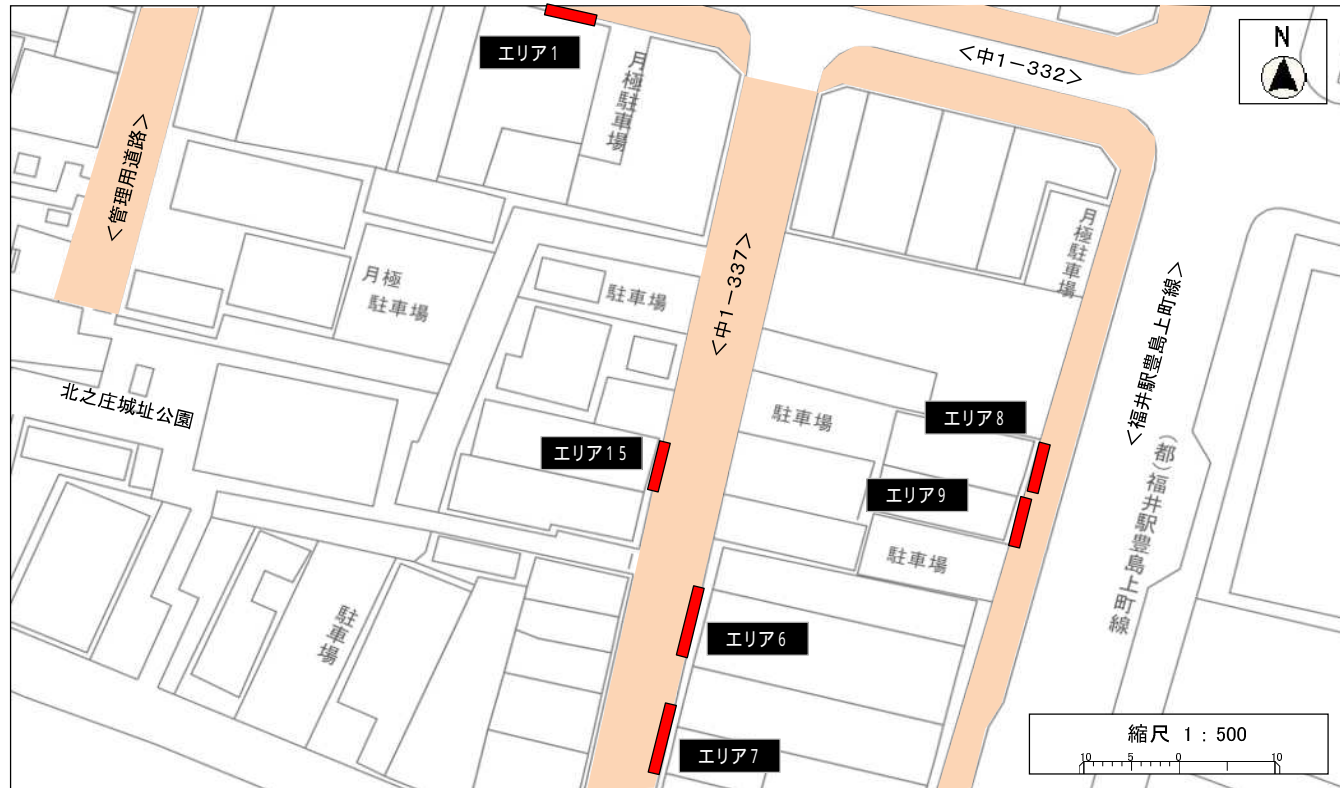 エリア1
月極駐車場
＜中1－332＞
N
＜管理用道路＞
月極
駐車場
駐車場
＜中1－337＞
月極駐車場
＜福井駅豊島上町線＞
北之庄城址公園
駐車場
エリア8
エリア15
エリア9
(都)福井駅豊島上町線
駐車場
駐車場
エリア6
エリア7
縮尺 1：500
10 5 0 10